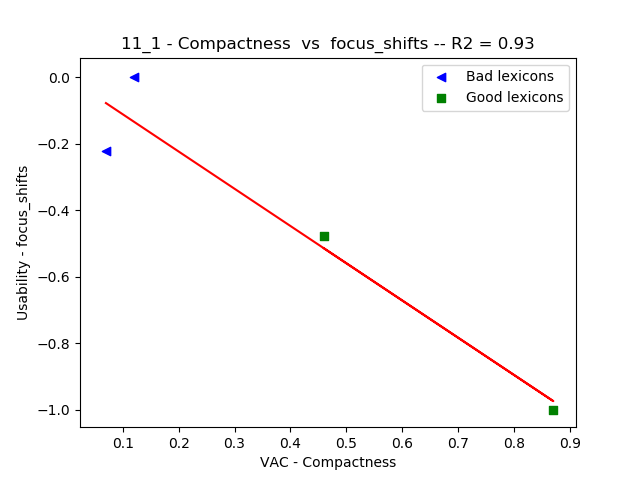 11_1 - Compactness  vs  focus_shifts -- R2 = 0.93
Bad lexicons
Good lexicons
Usability - focus_shifts
0.0
−0.2
−0.4
−0.6
−0.8
−1.0
0.1 0.2 0.3 0.4 0.5 0.6 0.7 0.8 0.9
VAC - Compactness